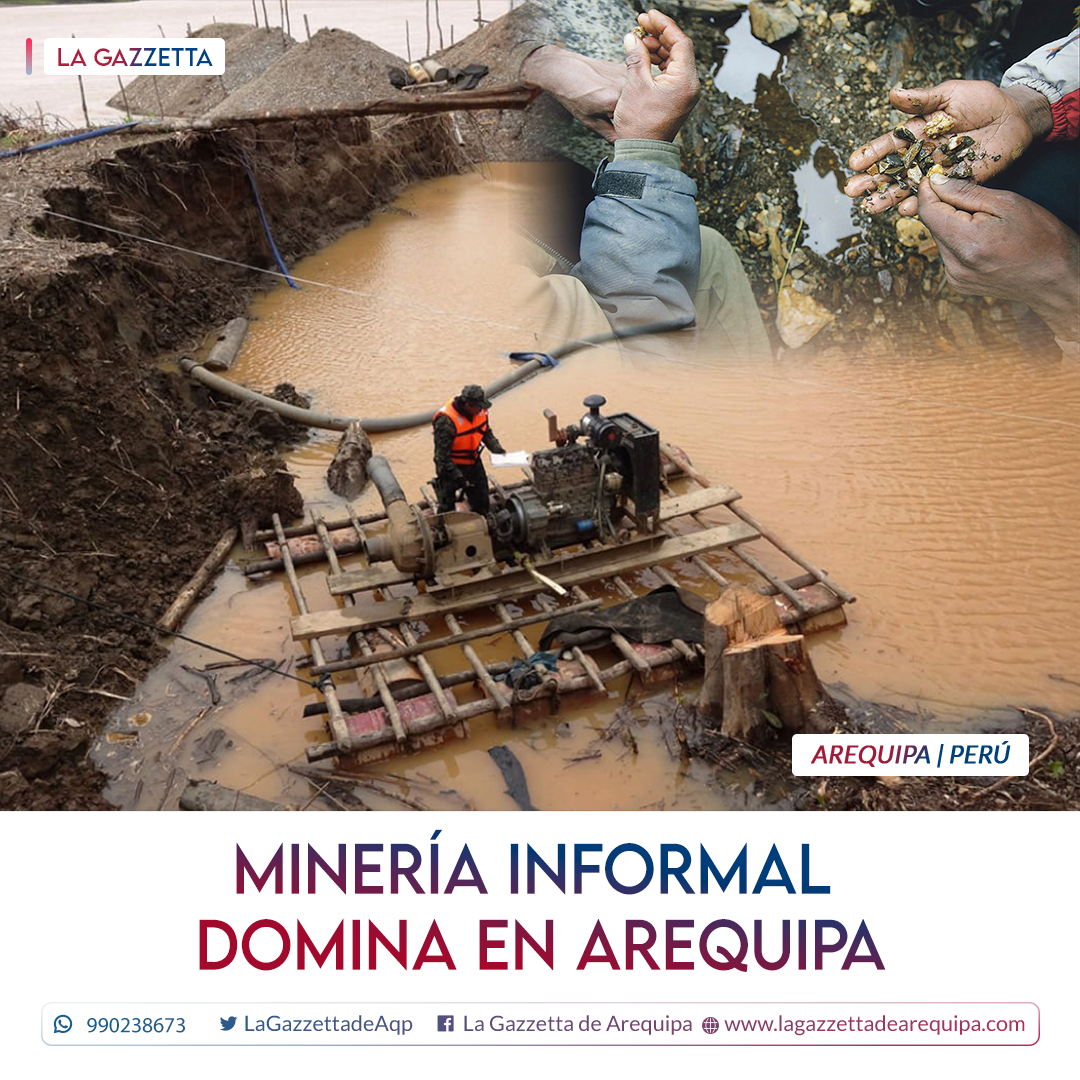 LA GAZZETTA
AREQUIPA | PERÚ
MINERÍA INFORMAL
DOMINA EN AREQUIPA
990238673 LaGazzettadeAqp La Gazzetta de Arequipa www.lagazzettadearequipa.com